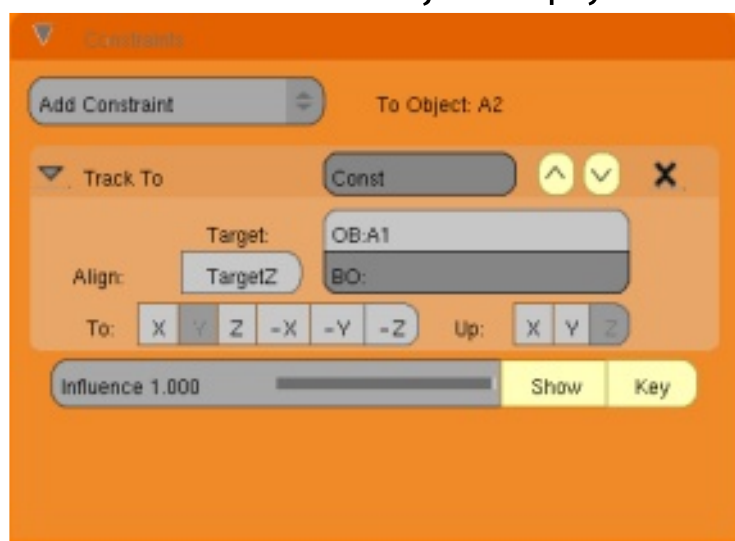 Constraints
Add Constraint To Object: A2
Track To Const X
Target: OB:A1
Align: TargetZ BO:
To: X Y Z -X -Y -Z Up: X Y Z
Influence 1.000 Show Key